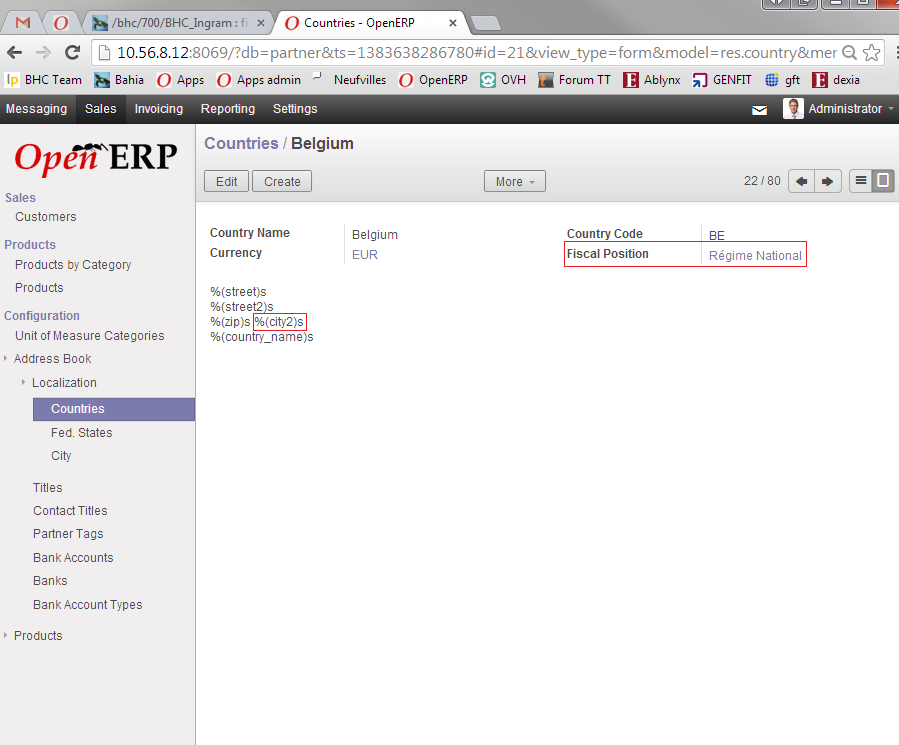 /bhc/700/BHC_Ingram : fi
Countries - OpenERP
10.56.8.12:8069/?db=partner&ts=1383638286780#id=21&view_type=form&model=res.country&mer
BHC Team Bahia Apps Apps admin Neufvilles OpenERP OVH Forum TT Ablynx GENFIT gft dexia
Messaging Sales Invoicing Reporting Settings Administrator
Open ERP
Countries / Belgium
Edit Create More 22 / 80
Sales
Customers
Products
Products by Category
Products
Configuration
Unit of Measure Categories
Address Book
Localization
Countries
Fed. States
City
Titles
Contact Titles
Partner Tags
Bank Accounts
Banks
Bank Account Types
Products
Country Name Belgium
Currency EUR
Country Code BE
Fiscal Position Régime National
%(street)s
%(street2)s
%(zip)s %(city2)s
%(country_name)s